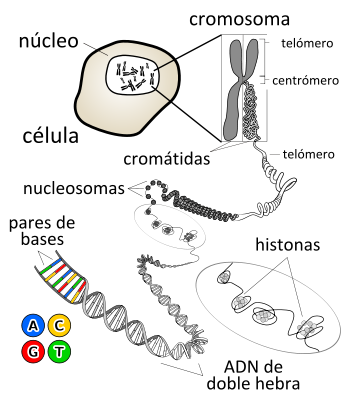 cromosoma
núcleo
telómero
centrómero
célula
cromátidas
telómero
nucleosomas
pares de
bases
histonas
A C
G T
ADN de
doble hebra